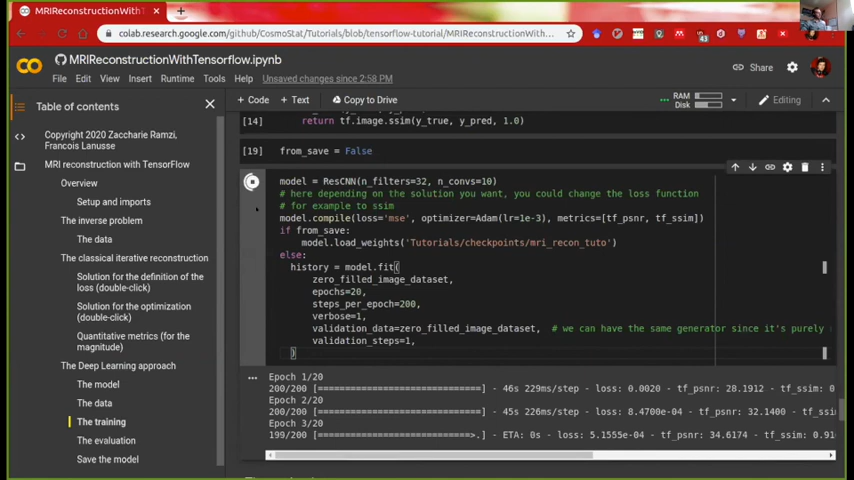 MRIReconstructionWithT
colab.research.google.com/github/CosmoStat/Tutorials/blob/tensorflow-tutorial/MRIReconstructionWithT...
43
MRIReconstructionWithTensorflow.ipynb
File Edit View Insert Runtime Tools Help Unsaved changes since 2:58 PM
Share
Table of contents
+ Code + Text Copy to Drive
RAM
Disk
Editing
Copyright 2020 Zaccharie Ramzi,
Francois Lanusse
MRI reconstruction with TensorFlow
Overview
Setup and imports
The inverse problem
The data
The classical iterative reconstruction
Solution for the definition of the
loss (double-click)
Solution for the optimization
(double-click)
Quantitative metrics (for the
magnitude)
The Deep Learning approach
The model
The data
The training
The evaluation
Save the model
[14] return tf.image.ssim(y_true, y_pred, 1.0)
[19] from_save = False
model = ResCNN(n_filters=32, n_convs=10)
# here depending on the solution you want, you could change the loss function
# for example to ssim
model.compile(loss='mse', optimizer=Adam(lr=1e-3), metrics=[tf_psnr, tf_ssim])
if from_save:
model.load_weights('Tutorials/checkpoints/mri_recon_tuto')
else:
history = model.fit(
zero_filled_image_dataset,
epochs=20,
steps_per_epoch=200,
verbose=1,
validation_data=zero_filled_image_dataset, # we can have the same generator since it's purely
validation_steps=1,
)
Epoch 1/20
200/200 [==============================] - 46s 229ms/step - loss: 0.0020 - tf_psnr: 28.1912 - tf_ssim: 0.
Epoch 2/20
200/200 [==============================] - 45s 226ms/step - loss: 8.4700e-04 - tf_psnr: 32.1400 - tf_ssim:
Epoch 3/20
199/200 [============================>.] - ETA: 0s - loss: 5.1555e-04 - tf_psnr: 34.6174 - tf_ssim: 0.91